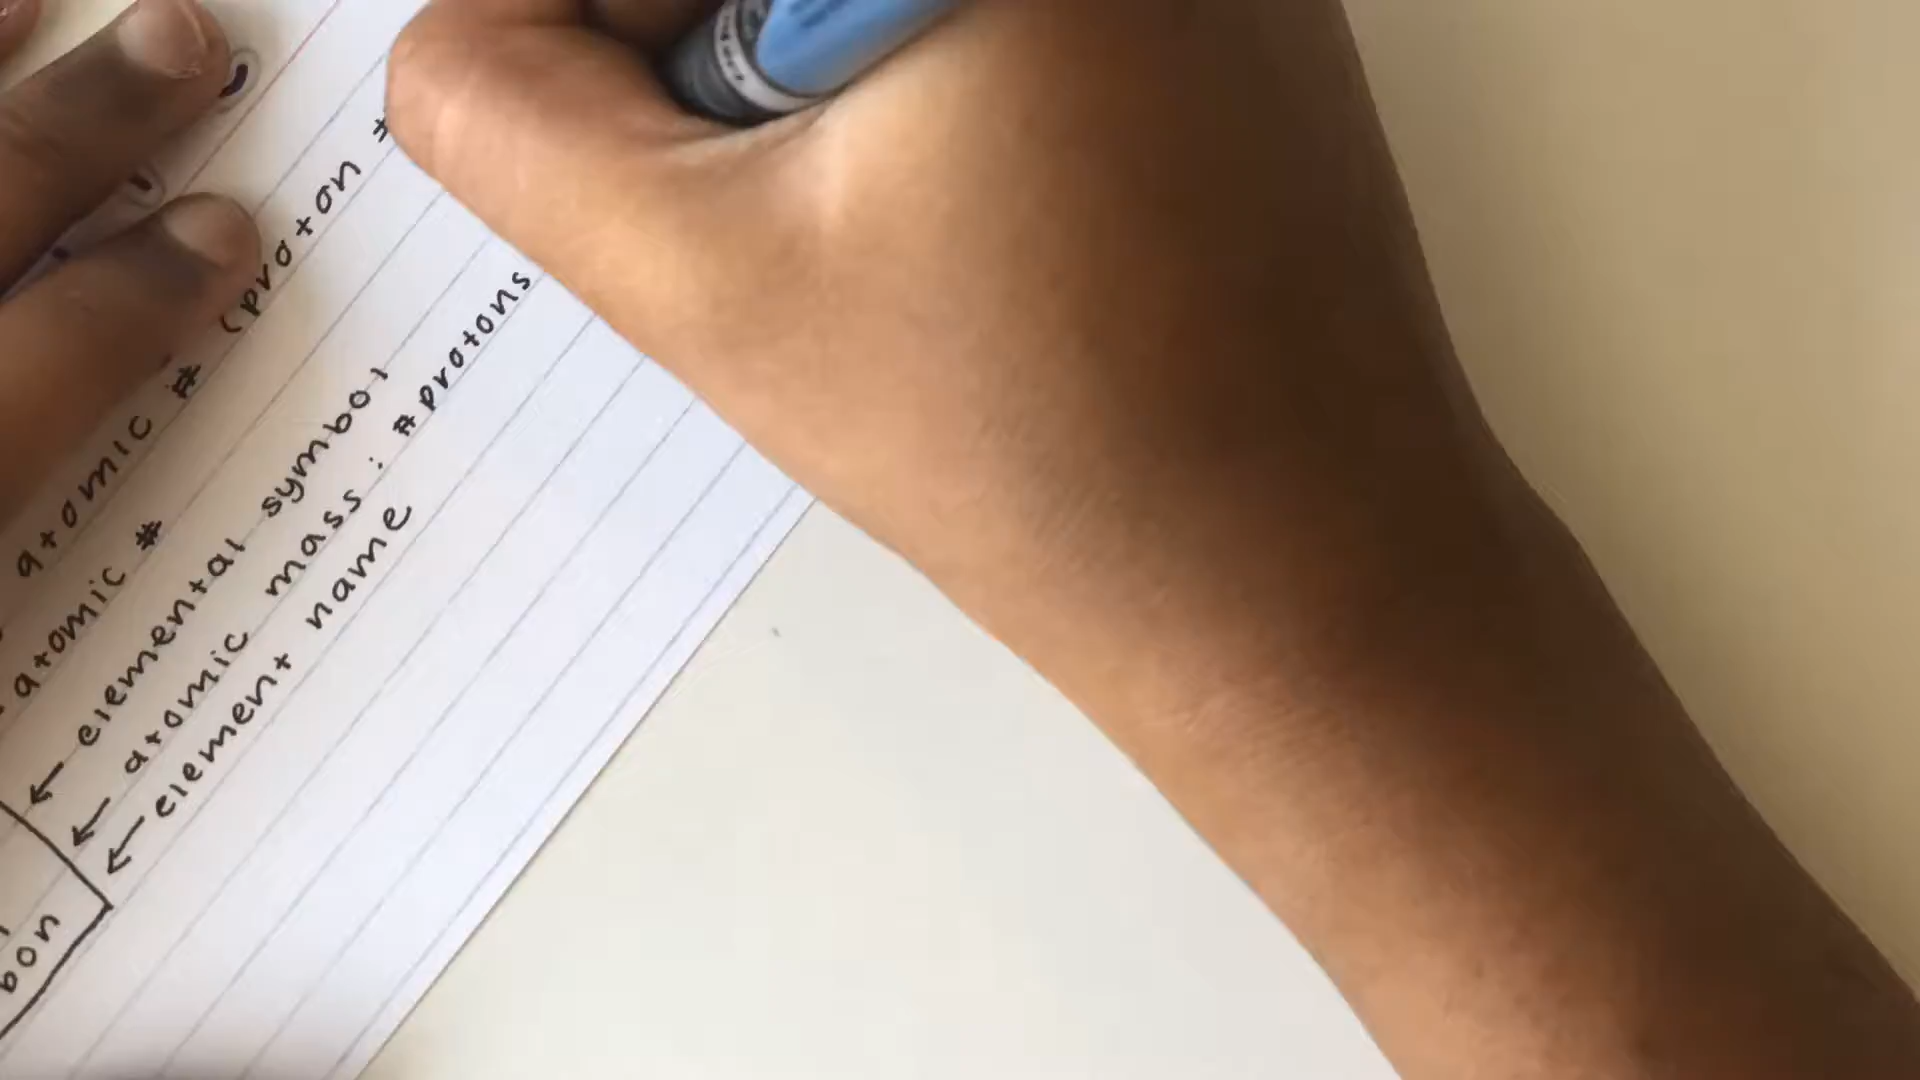 atomic # (proton #
atomic #
← elemental symbol
← atomic mass : # protons
← element name
bon